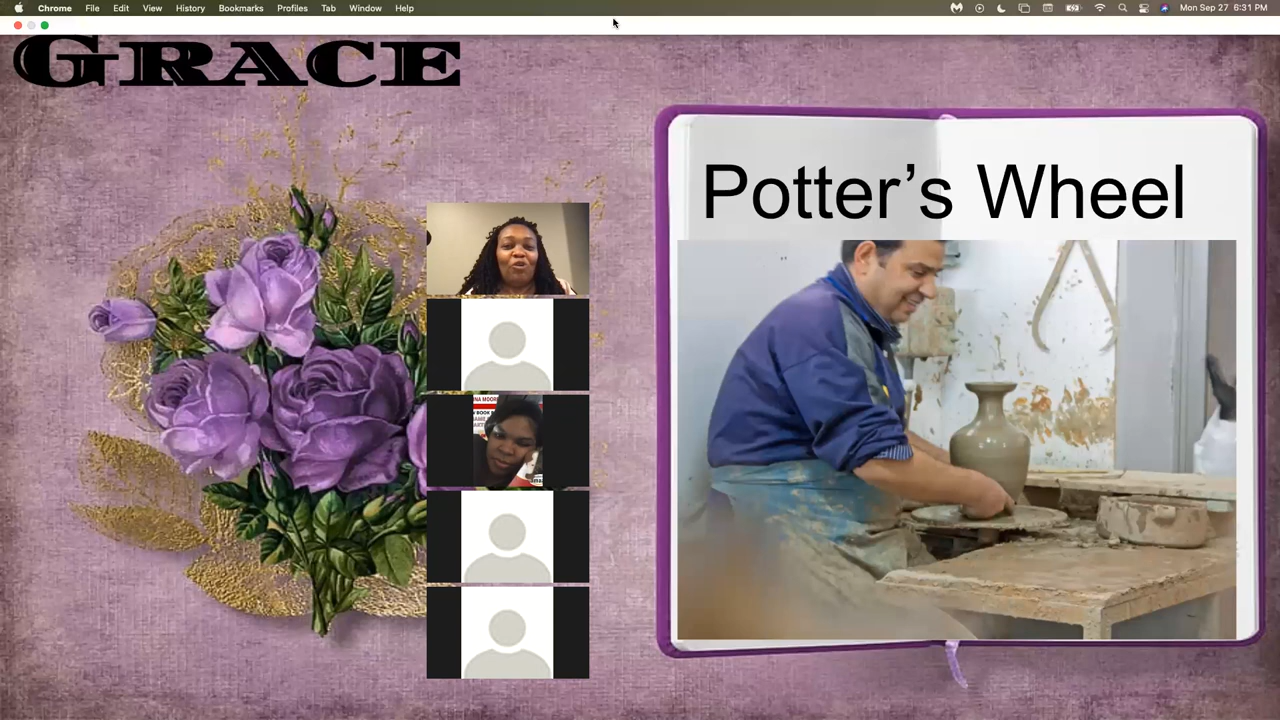 Chrome File Edit View History Bookmarks Profiles Tab Window Help Mon Sep 27 6:31 PM
GRACE
Potter's Wheel